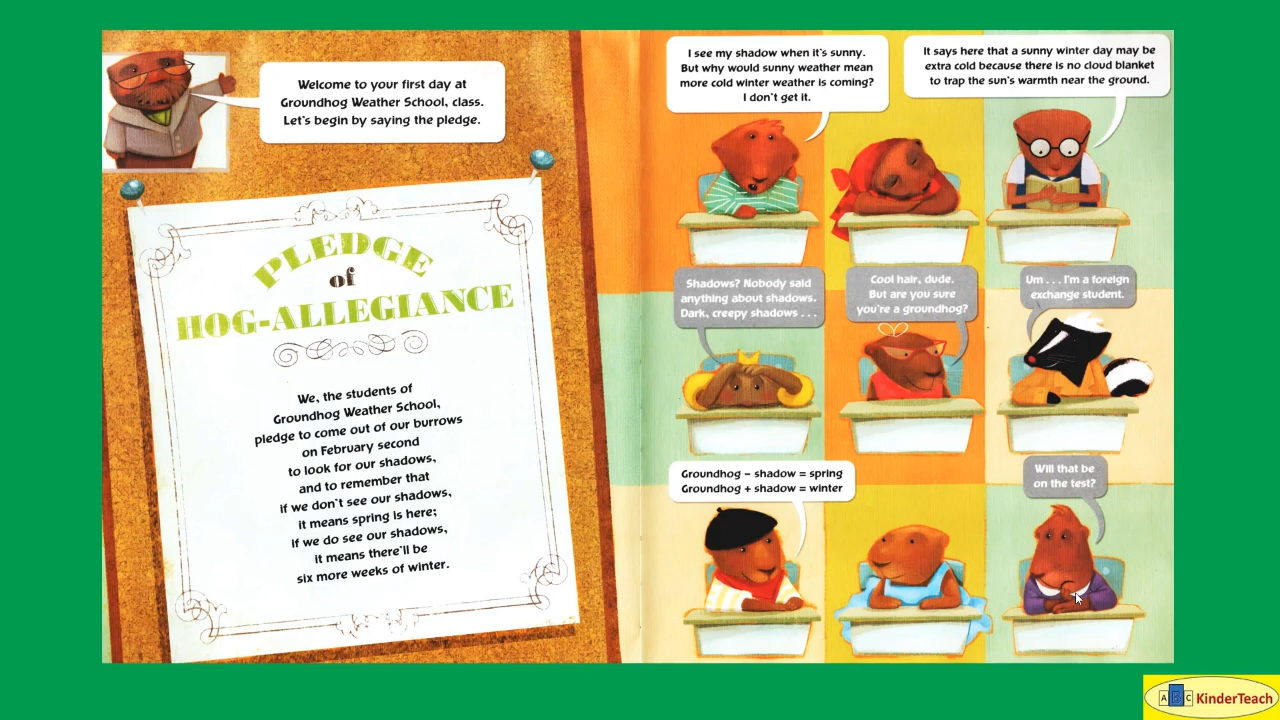 Welcome to your first day at
Groundhog Weather School, class.
Let's begin by saying the pledge.
PLEDGE
of
HOG-ALLEGIANCE
We, the students of
Groundhog Weather School,
pledge to come out of our burrows
on February second
to look for our shadows,
and to remember that
if we don't see our shadows,
it means spring is here;
if we do see our shadows,
it means there'll be
six more weeks of winter.
I see my shadow when it's sunny.
But why would sunny weather mean
more cold winter weather is coming?
I don't get it.
It says here that a sunny winter day may be
extra cold because there is no cloud blanket
to trap the sun's warmth near the ground.
Shadows? Nobody said
anything about shadows.
Dark, creepy shadows . . .
Cool hair, dude.
But are you sure
you're a groundhog?
Um . . . I'm a foreign
exchange student.
Groundhog – shadow = spring
Groundhog + shadow = winter
Will that be
on the test?
A B C KinderTeach